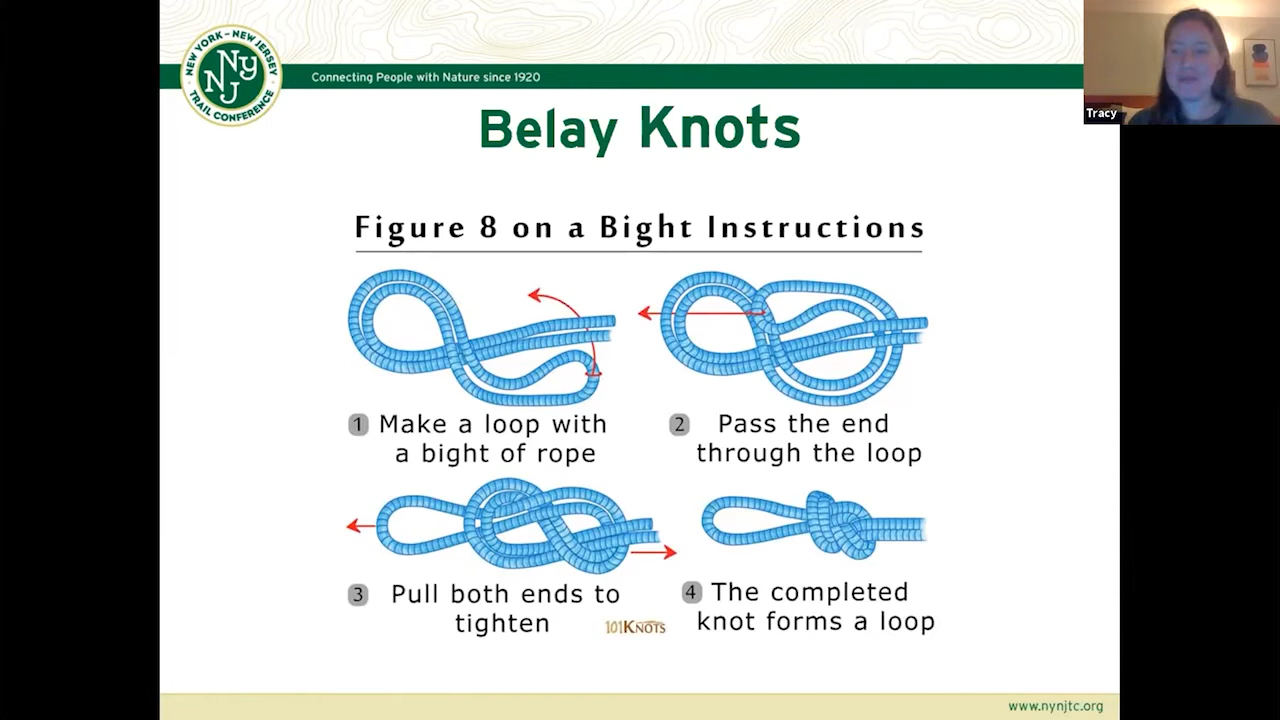 NEW YORK – NEW JERSEY
NY
NJ
TRAIL CONFERENCE
Connecting People with Nature since 1920
Tracy
Belay Knots
Figure 8 on a Bight Instructions
1 Make a loop with
a bight of rope
2 Pass the end
through the loop
3 Pull both ends to
tighten
101KNOTS
4 The completed
knot forms a loop
www.nynjtc.org